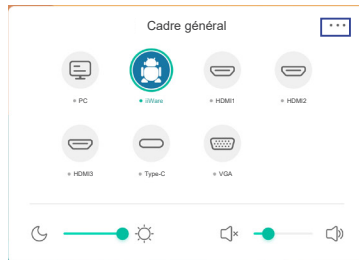 Cadre général
PC
iWare
HDMI1
HDMI2
HDMI3
Type-C
VGA